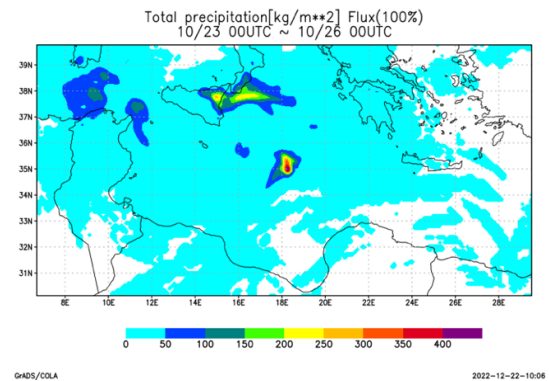 Total precipitation[kg/m**2] Flux(100%)
10/23 00UTC ~ 10/26 00UTC
39N
38N
37N
36N
35N
34N
33N
32N
31N
8E 10E 12E 14E 16E 18E 20E 22E 24E 26E 28E
0 50 100 150 200 250 300 350 400
GrADS/COLA 2022-12-22-10:06